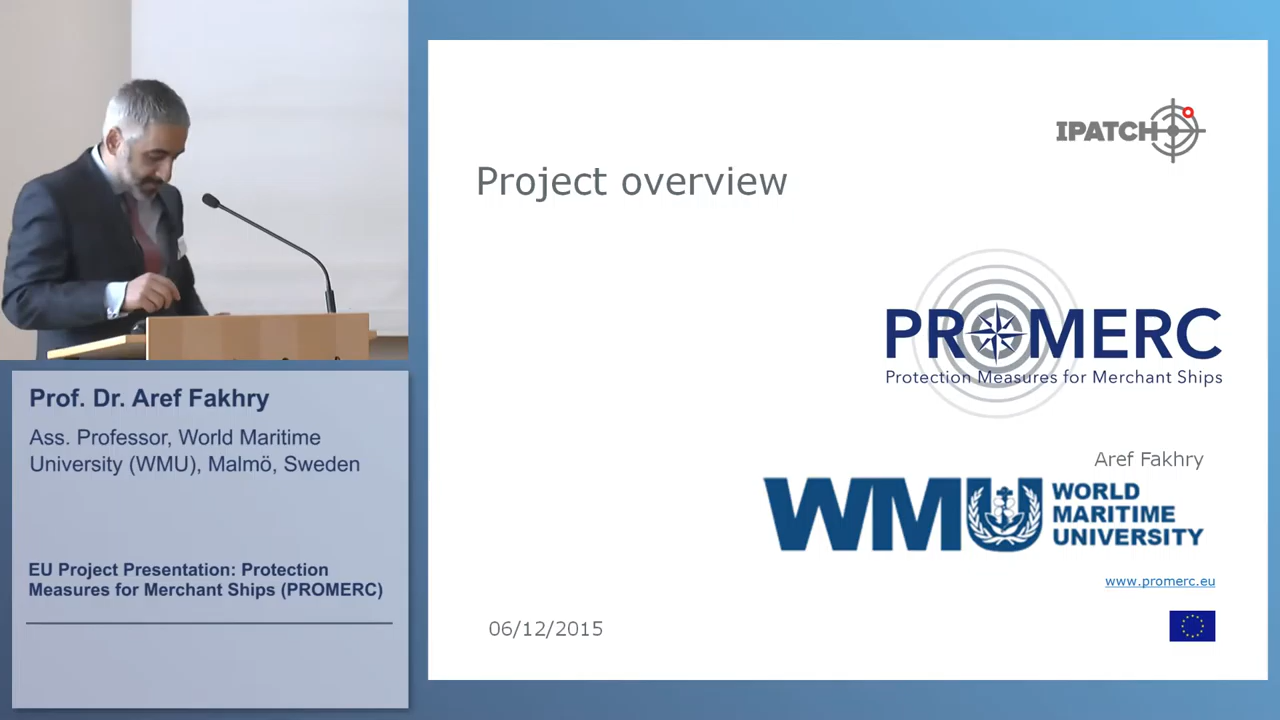 Prof. Dr. Aref Fakhry
Ass. Professor, World Maritime
University (WMU), Malmö, Sweden
EU Project Presentation: Protection
Measures for Merchant Ships (PROMERC)
IPATCH
Project overview
PROMERC
Protection Measures for Merchant Ships
Aref Fakhry
WMU
WORLD
MARITIME
UNIVERSITY
www.promerc.eu
06/12/2015